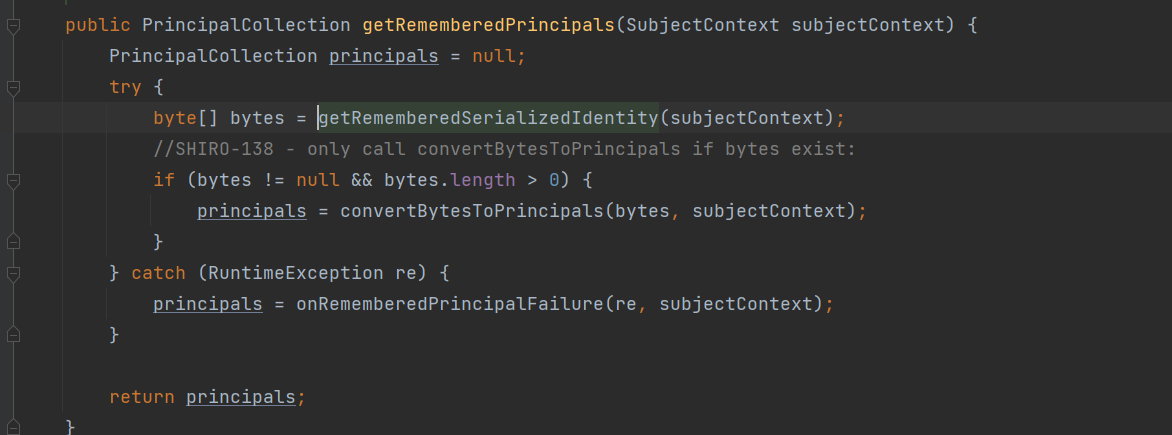 public PrincipalCollection getRememberedPrincipals(SubjectContext subjectContext) {
PrincipalCollection principals = null;
try {
byte[] bytes = getRememberedSerializedIdentity(subjectContext);
//SHIRO-138 - only call convertBytesToPrincipals if bytes exist:
if (bytes != null && bytes.length > 0) {
principals = convertBytesToPrincipals(bytes, subjectContext);
}
} catch (RuntimeException re) {
principals = onRememberedPrincipalFailure(re, subjectContext);
}
return principals;
}